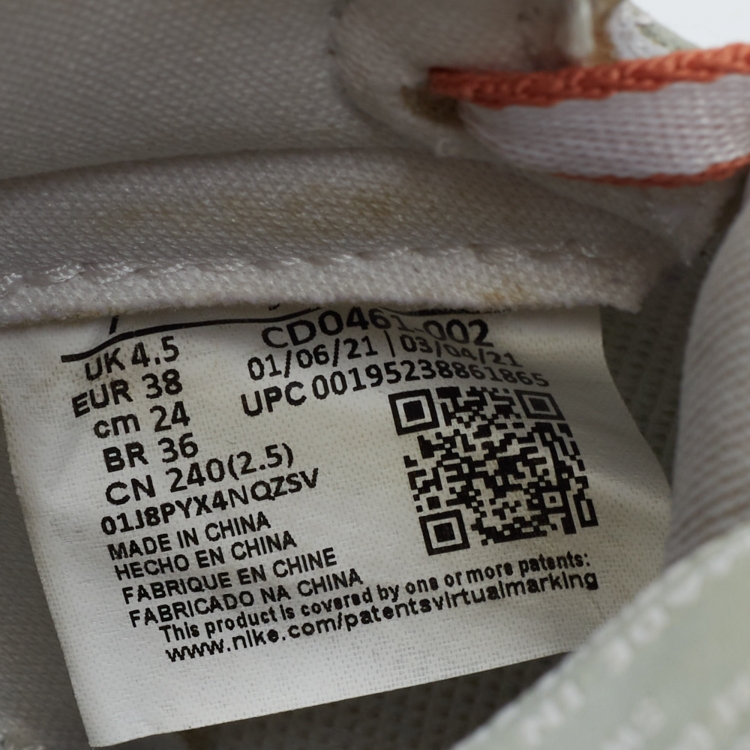 UK 4.5
EUR 38
cm 24
BR 36
CN 240(2.5)
01J8PYX4NQZSV
CD0461-002
01/06/21 | 03/04/21
UPC 00195238861865
MADE IN CHINA
HECHO EN CHINA
FABRIQUE EN CHINE
FABRICADO NA CHINA
This product is covered by one or more patents:
www.nike.com/patentsvirtualmarking